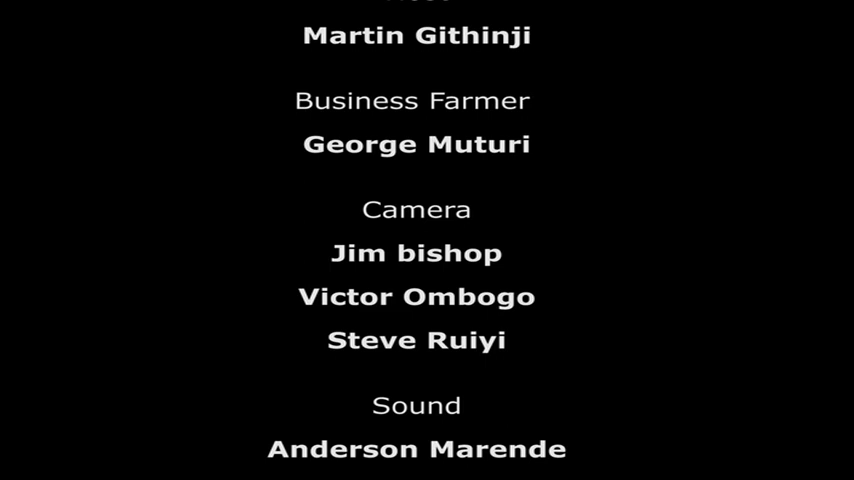 Martin Githinji
Business Farmer
George Muturi
Camera
Jim bishop
Victor Ombogo
Steve Ruiyi
Sound
Anderson Marende